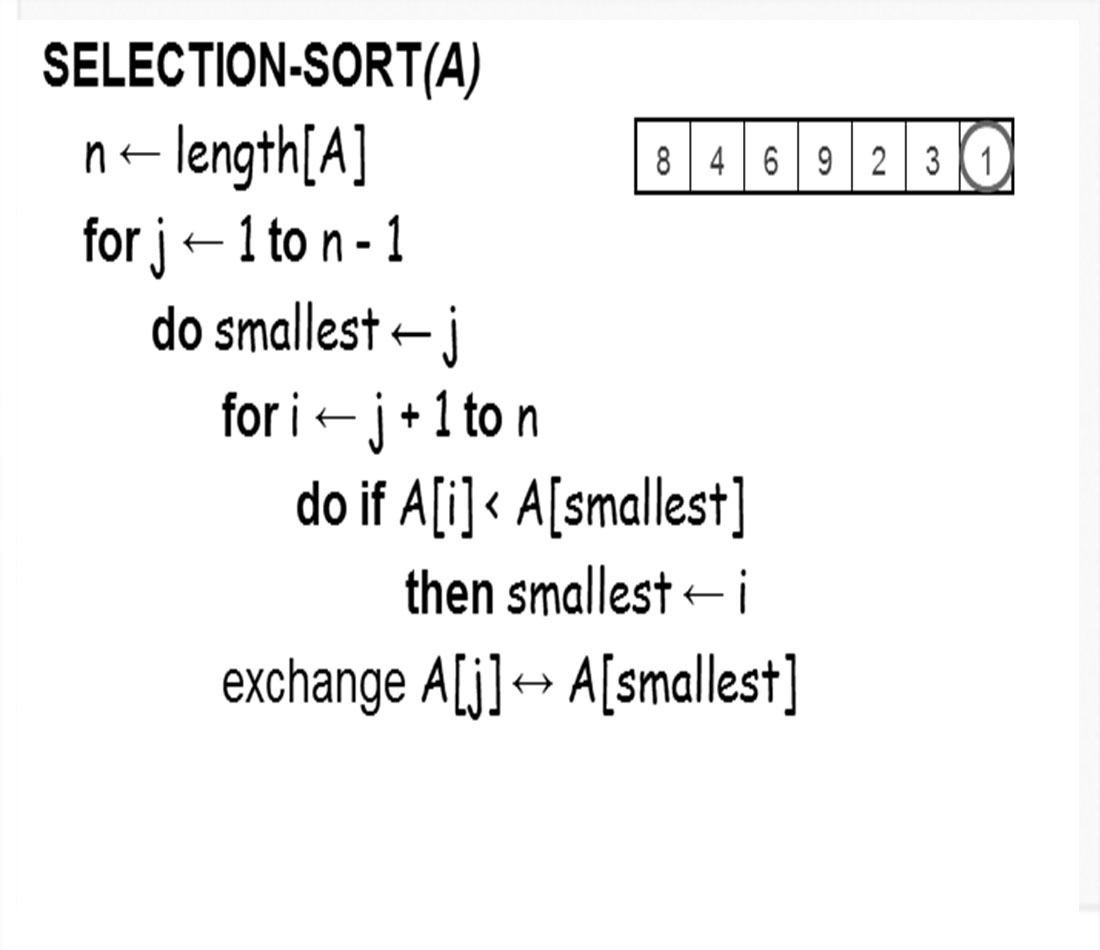 SELECTION-SORT(A)
n ← length[A]
8 4 6 9 2 3 1
for j ← 1 to n - 1
do smallest ← j
for i ← j + 1 to n
do if A[i] < A[smallest]
then smallest ← i
exchange A[j] ↔ A[smallest]